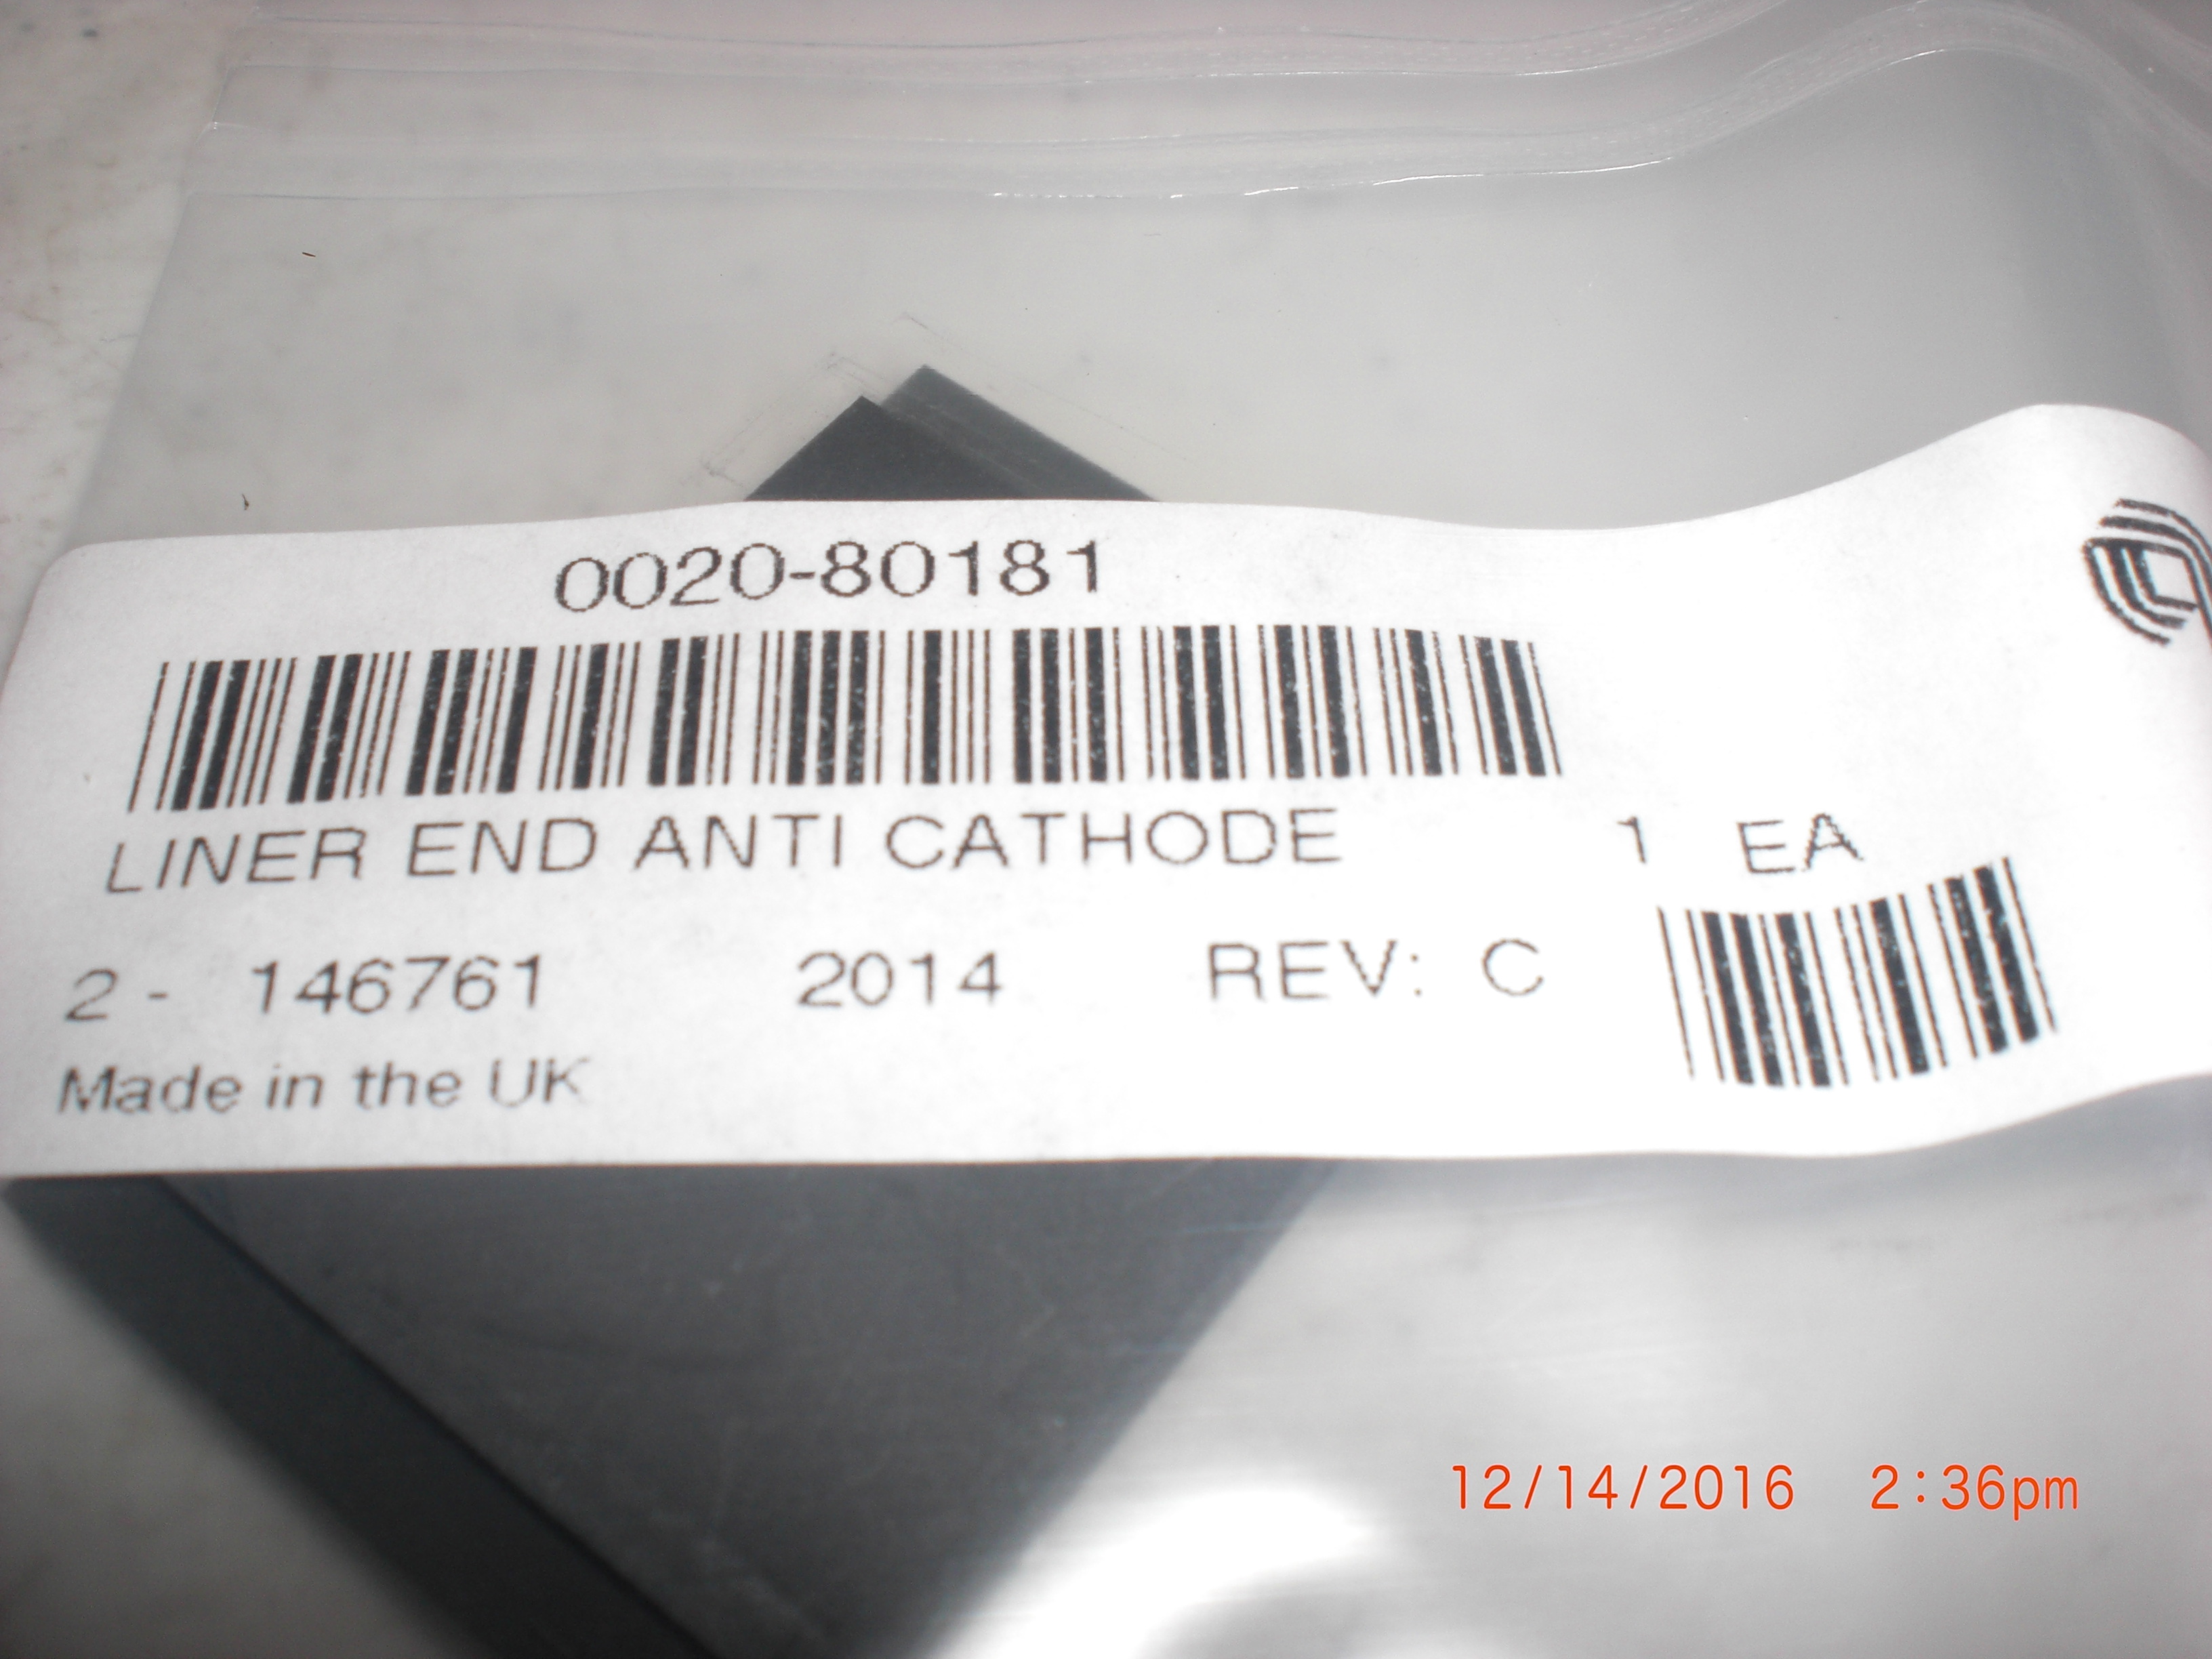 0020-80181
LINER END ANTI CATHODE 1 EA
2 - 146761 2014 REV: C
Made in the UK
12/14/2016 2:36pm